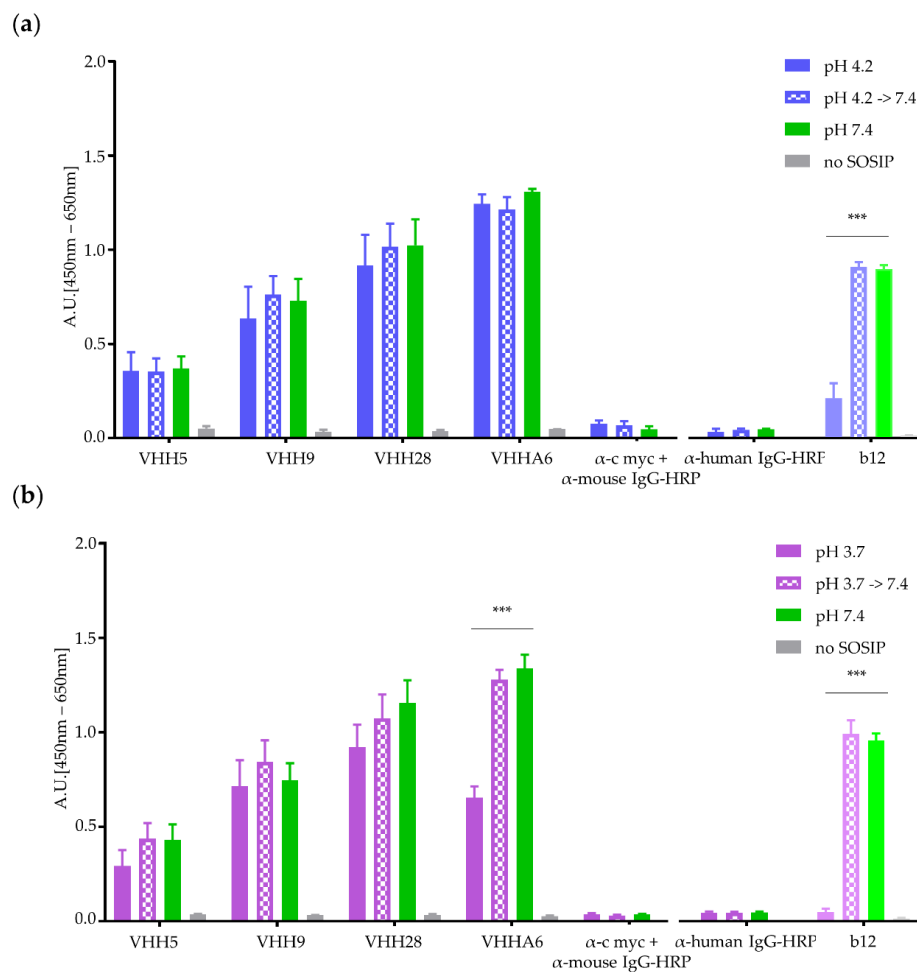 (a)
2.0
1.5
1.0
0.5
0.0
A.U.[450nm – 650nm]
pH 4.2
pH 4.2 -> 7.4
pH 7.4
no SOSIP
***
VHH5
VHH9
VHH28
VHHA6
α-c myc +
α-mouse IgG-HRP
α-human IgG-HRP
b12
(b)
2.0
1.5
1.0
0.5
0.0
A.U.[450nm – 650nm]
pH 3.7
pH 3.7 -> 7.4
pH 7.4
no SOSIP
***
***
VHH5
VHH9
VHH28
VHHA6
α-c myc +
α-mouse IgG-HRP
α-human IgG-HRP
b12